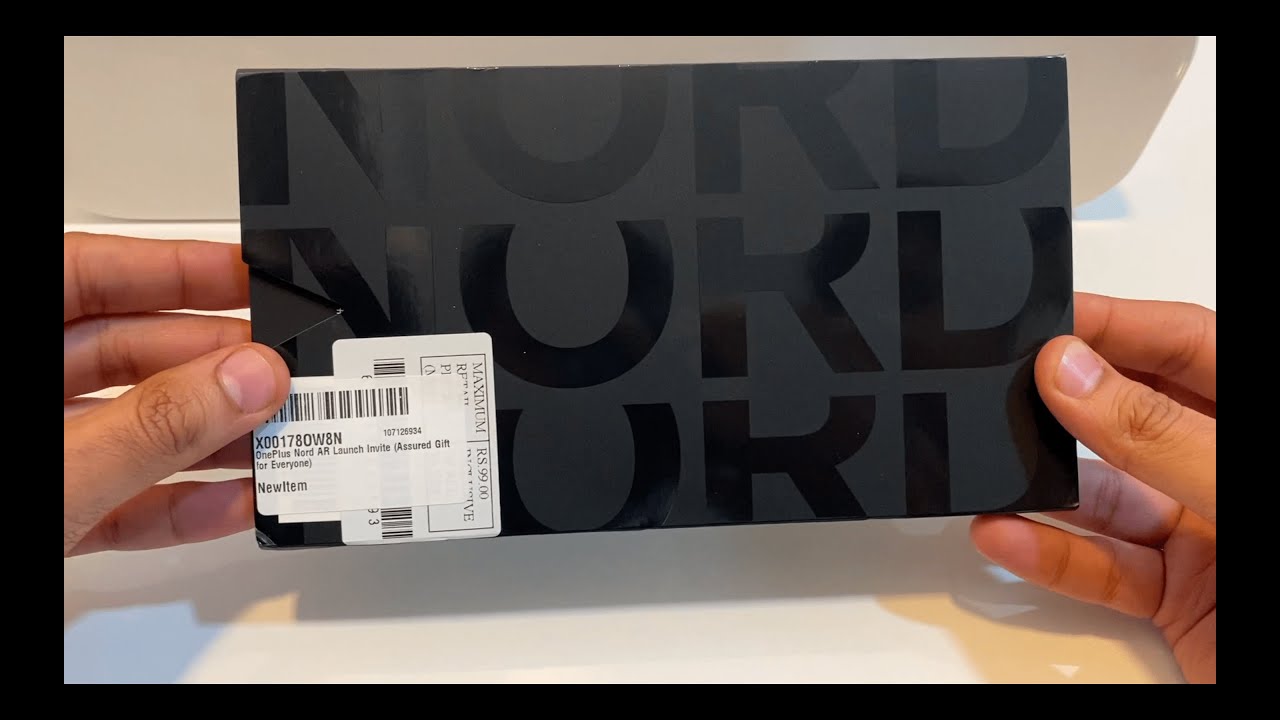 NORD
NORD
NORD
MAXIMUM
RETAIL
RS 99.00
X00178OW8N
107126934
OnePlus Nord AR Launch Invite (Assured Gift
for Everyone)
NewItem